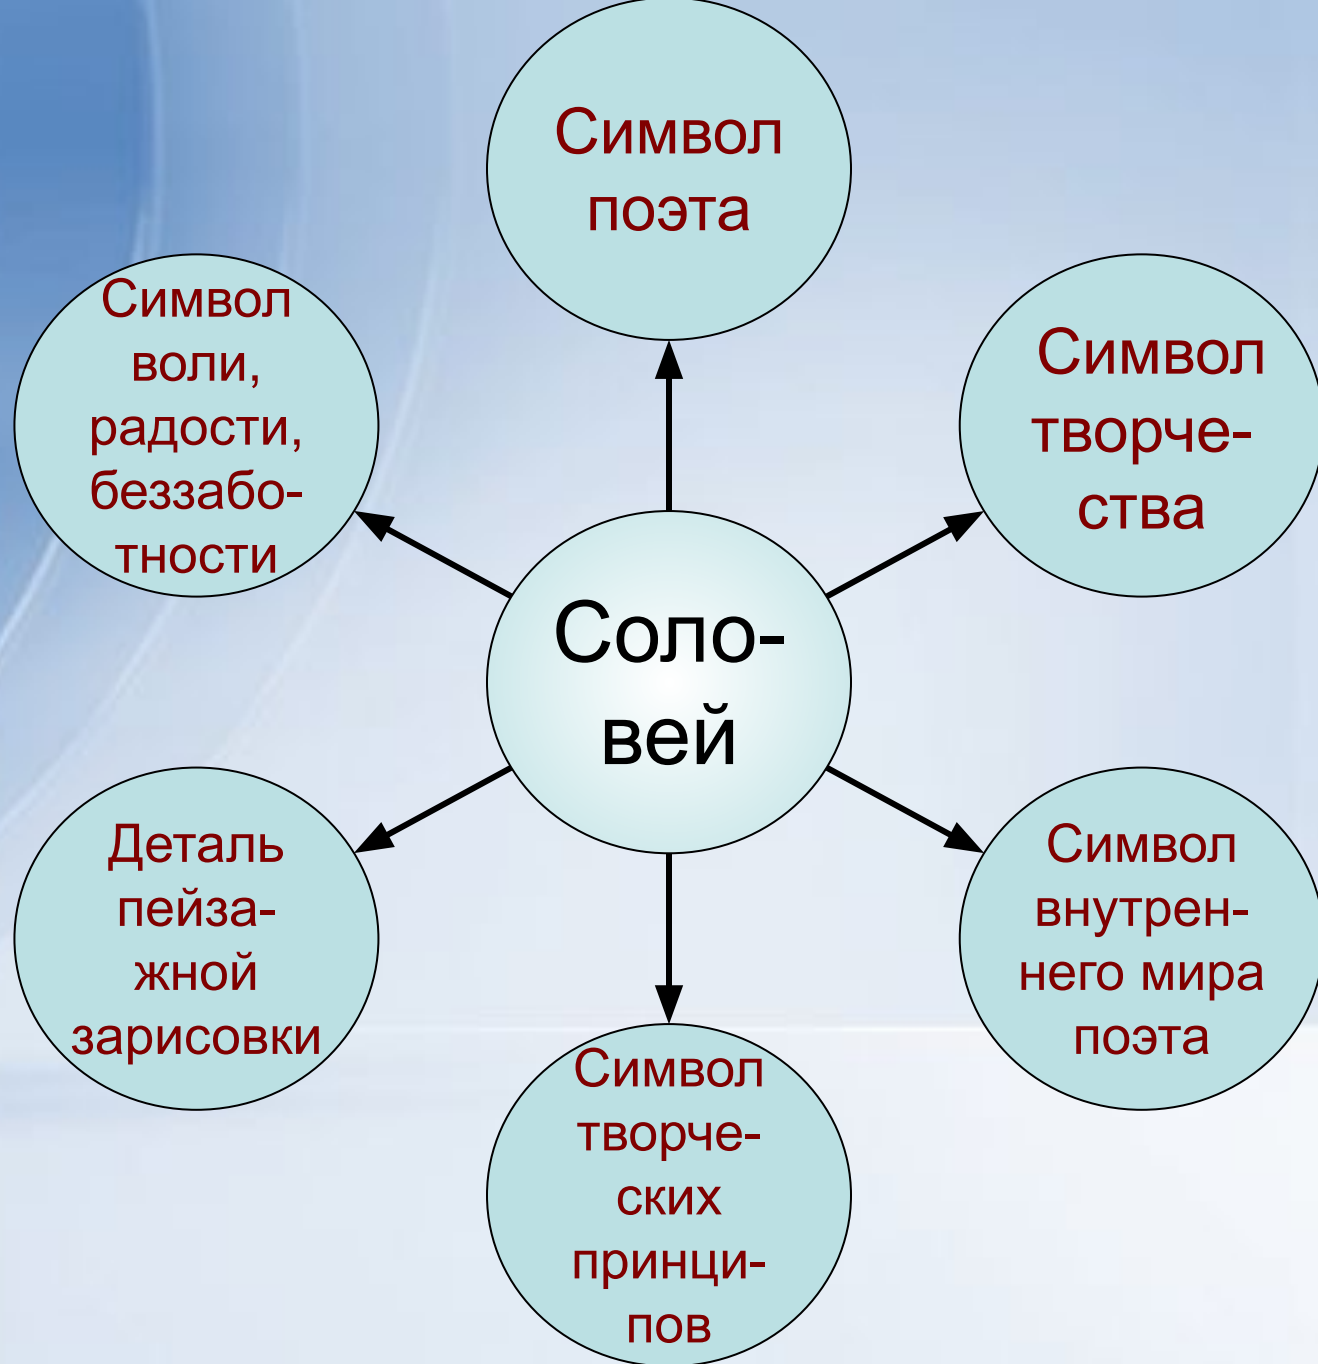 Символ
поэта
Символ
воли,
радости,
беззабо-
тности
Символ
творче-
ства
Соло-
вей
Деталь
пейза-
жной
зарисовки
Символ
внутрен-
него мира
поэта
Символ
творче-
ских
принци-
пов